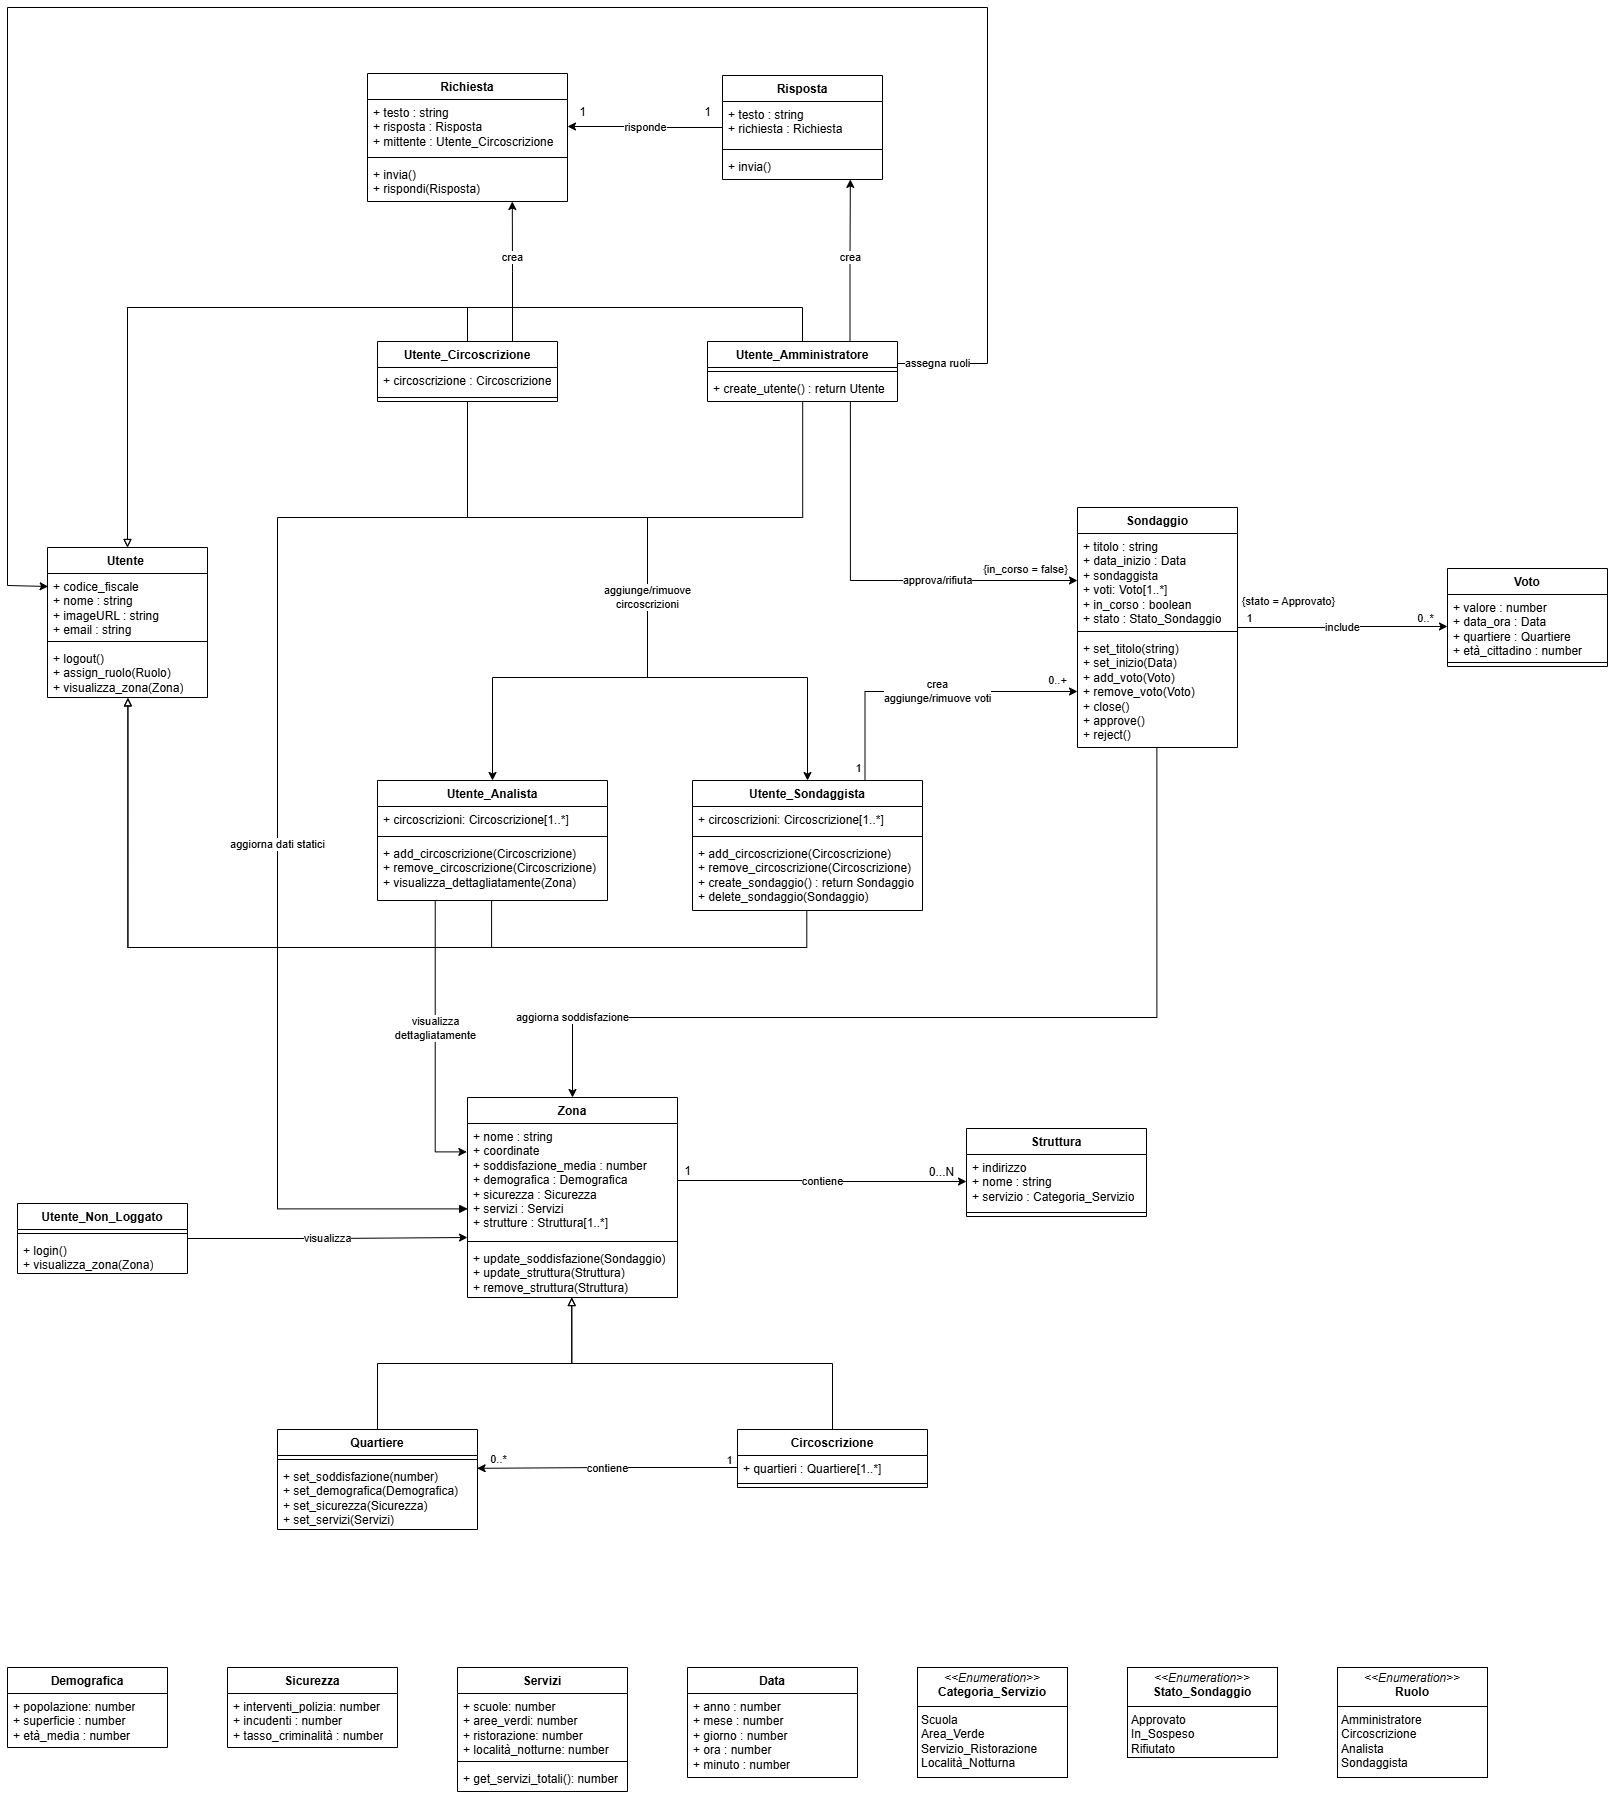 Richiesta
+ testo : string
+ risposta : Risposta
+ mittente : Utente_Circoscrizione
+ invia()
+ rispondi(Risposta)
1
risponde
1
Risposta
+ testo : string
+ richiesta : Richiesta
+ invia()
crea
crea
Utente_Circoscrizione
+ circoscrizione : Circoscrizione
Utente_Amministratore
+ create_utente() : return Utente
assegna ruoli
Utente
+ codice_fiscale
+ nome : string
+ imageURL : string
+ email : string
+ logout()
+ assign_ruolo(Ruolo)
+ visualizza_zona(Zona)
aggiunge/rimuove
circoscrizioni
approva/rifiuta
{in_corso = false}
Sondaggio
+ titolo : string
+ data_inizio : Data
+ sondaggista
+ voti: Voto[1..*]
+ in_corso : boolean
+ stato : Stato_Sondaggio
+ set_titolo(string)
+ set_inizio(Data)
+ add_voto(Voto)
+ remove_voto(Voto)
+ close()
+ approve()
+ reject()
{stato = Approvato}
1
include
0..*
Voto
+ valore : number
+ data_ora : Data
+ quartiere : Quartiere
+ età_cittadino : number
crea
aggiunge/rimuove voti
0..+
1
Utente_Analista
+ circoscrizioni: Circoscrizione[1..*]
+ add_circoscrizione(Circoscrizione)
+ remove_circoscrizione(Circoscrizione)
+ visualizza_dettagliatamente(Zona)
Utente_Sondaggista
+ circoscrizioni: Circoscrizione[1..*]
+ add_circoscrizione(Circoscrizione)
+ remove_circoscrizione(Circoscrizione)
+ create_sondaggio() : return Sondaggio
+ delete_sondaggio(Sondaggio)
aggiorna dati statici
visualizza
dettagliatamente
aggiorna soddisfazione
Zona
+ nome : string
+ coordinate
+ soddisfazione_media : number
+ demografica : Demografica
+ sicurezza : Sicurezza
+ servizi : Servizi
+ strutture : Struttura[1..*]
+ update_soddisfazione(Sondaggio)
+ update_struttura(Struttura)
+ remove_struttura(Struttura)
1
contiene
0...N
Struttura
+ indirizzo
+ nome : string
+ servizio : Categoria_Servizio
Utente_Non_Loggato
+ login()
+ visualizza_zona(Zona)
visualizza
Quartiere
+ set_soddisfazione(number)
+ set_demografica(Demografica)
+ set_sicurezza(Sicurezza)
+ set_servizi(Servizi)
0..*
contiene
1
Circoscrizione
+ quartieri : Quartiere[1..*]
Demografica
+ popolazione: number
+ superficie : number
+ età_media : number
Sicurezza
+ interventi_polizia: number
+ incudenti : number
+ tasso_criminalità : number
Servizi
+ scuole: number
+ aree_verdi: number
+ ristorazione: number
+ località_notturne: number
+ get_servizi_totali(): number
Data
+ anno : number
+ mese : number
+ giorno : number
+ ora : number
+ minuto : number
<<Enumeration>>
Categoria_Servizio
Scuola
Area_Verde
Servizio_Ristorazione
Località_Notturna
<<Enumeration>>
Stato_Sondaggio
Approvato
In_Sospeso
Rifiutato
<<Enumeration>>
Ruolo
Amministratore
Circoscrizione
Analista
Sondaggista